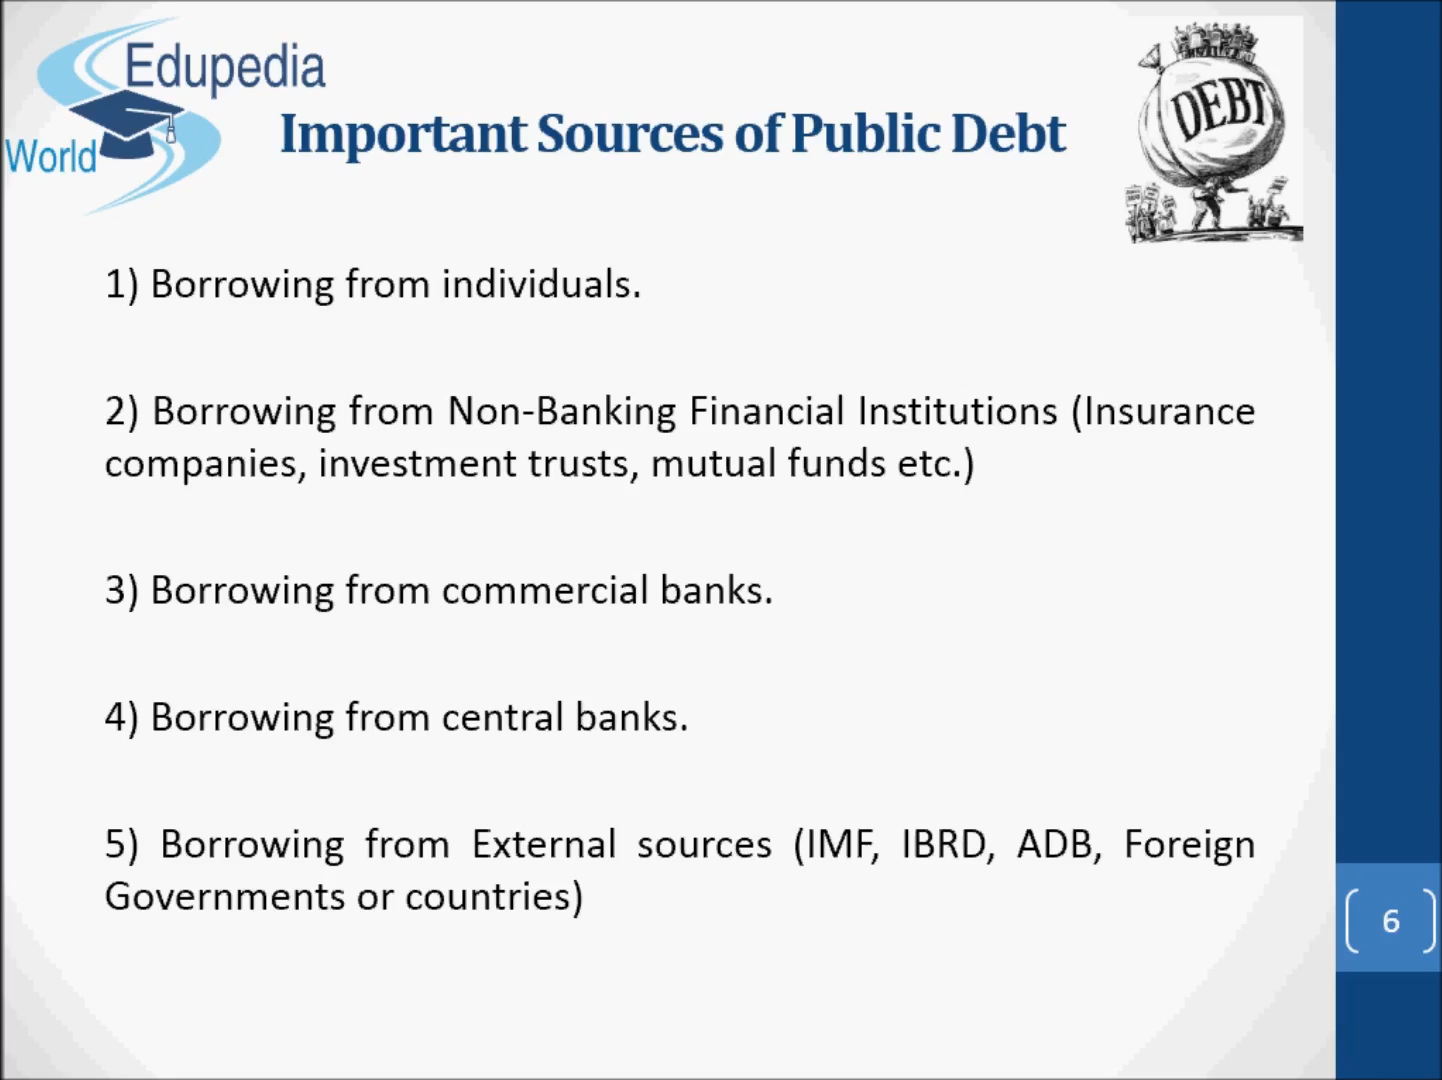 Edupedia
World
Important Sources of Public Debt
DEBT
1) Borrowing from individuals.
2) Borrowing from Non-Banking Financial Institutions (Insurance
companies, investment trusts, mutual funds etc.)
3) Borrowing from commercial banks.
4) Borrowing from central banks.
5) Borrowing from External sources (IMF, IBRD, ADB, Foreign
Governments or countries)
6